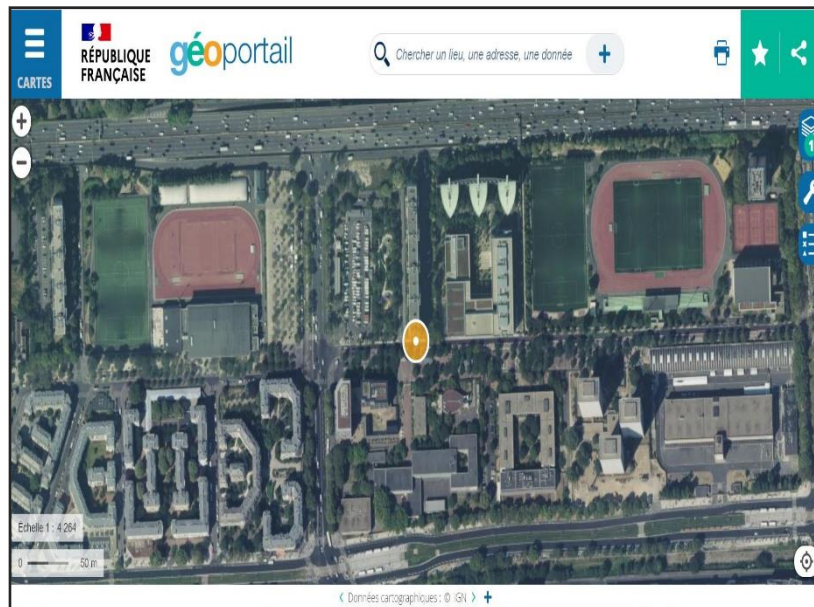 CARTES
RÉPUBLIQUE
FRANÇAISE
géoportail
Chercher un lieu, une adresse, une donnée
+
+
−
1
Echelle 1 : 4 264
0 50 m
< Données cartographiques : © IGN > +